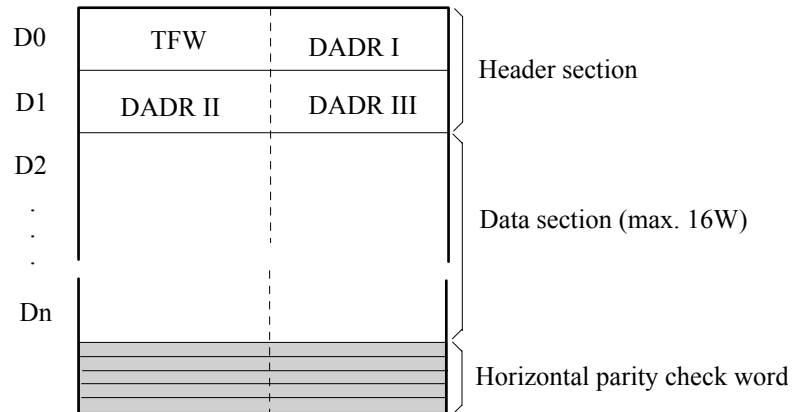 D0 TFW DADR I
Header section
D1 DADR II DADR III
D2
.
.
.
Data section (max. 16W)
Dn
Horizontal parity check word